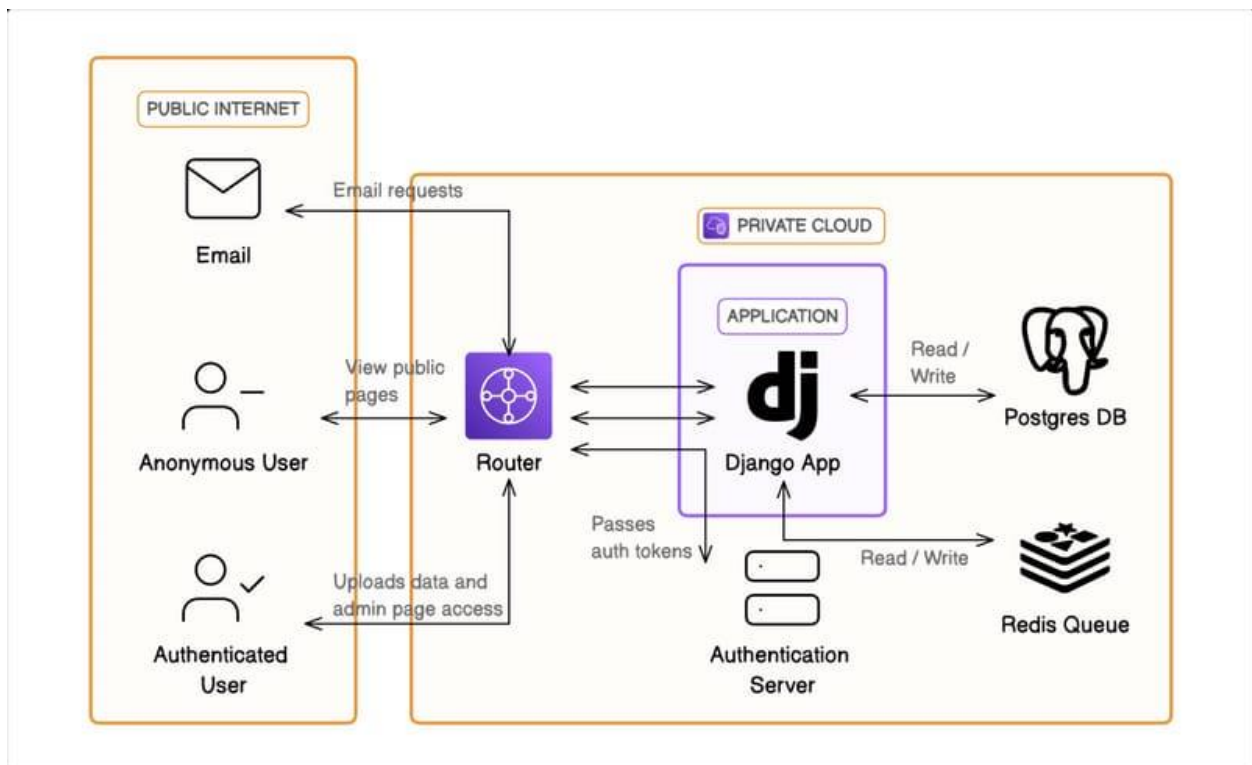 PUBLIC INTERNET
Email requests
Email
PRIVATE CLOUD
APPLICATION
View public
pages
Anonymous User
Router
dj
Django App
Read /
Write
Postgres DB
Passes
auth tokens
Read / Write
Redis Queue
Uploads data and
admin page access
Authenticated
User
Authentication
Server